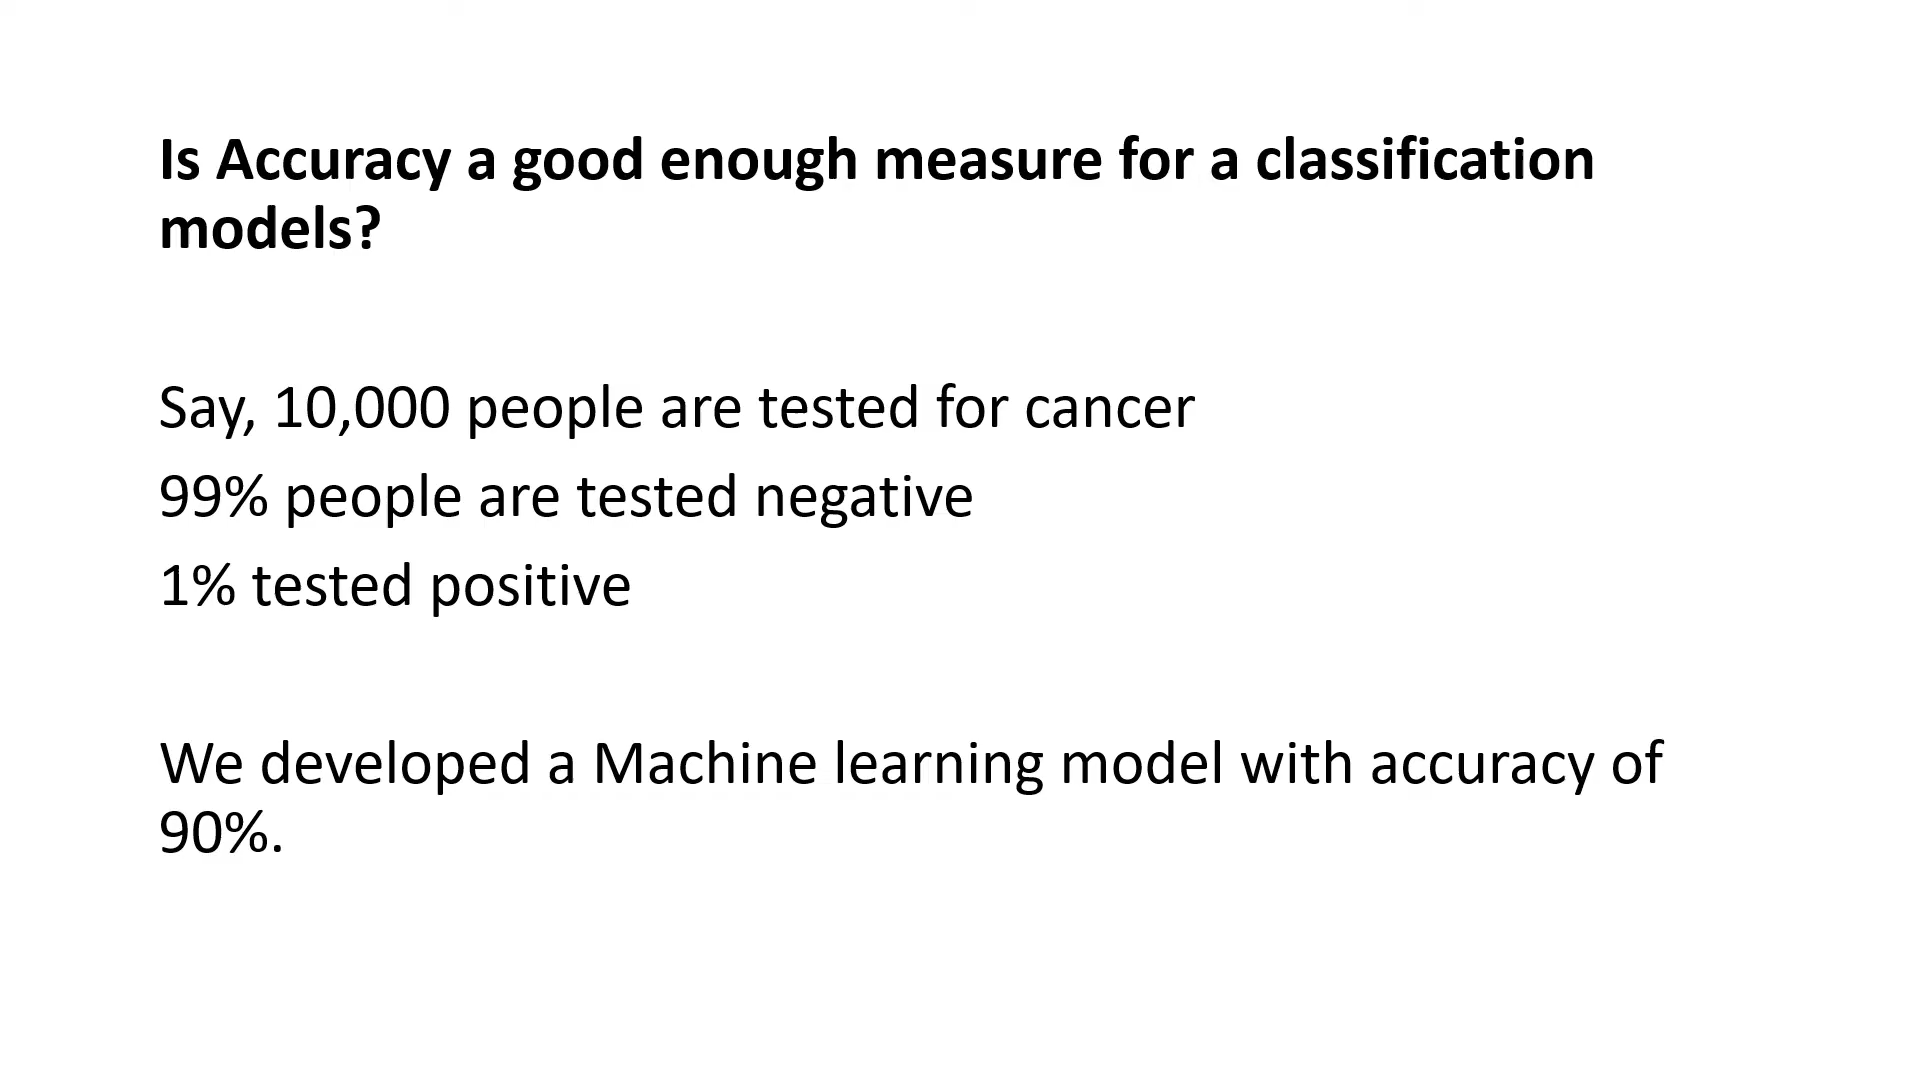 Is Accuracy a good enough measure for a classification
models?
Say, 10,000 people are tested for cancer
99% people are tested negative
1% tested positive
We developed a Machine learning model with accuracy of
90%.